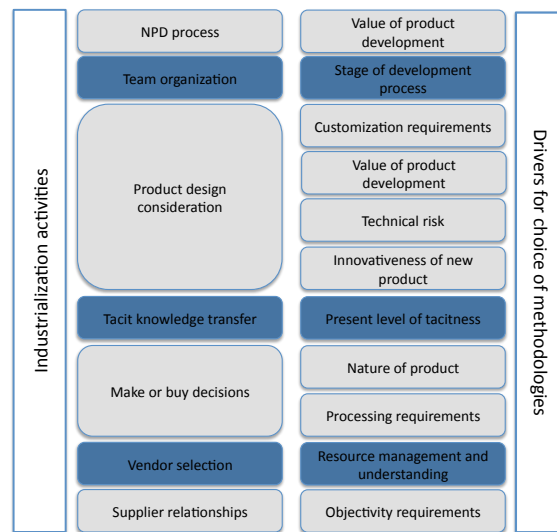 Industrialization activities
NPD process
Team organization
Product design
consideration
Tacit knowledge transfer
Make or buy decisions
Vendor selection
Supplier relationships
Value of product
development
Stage of development
process
Customization requirements
Value of product
development
Technical risk
Innovativeness of new
product
Present level of tacitness
Nature of product
Processing requirements
Resource management and
understanding
Objectivity requirements
Drivers for choice of methodologies